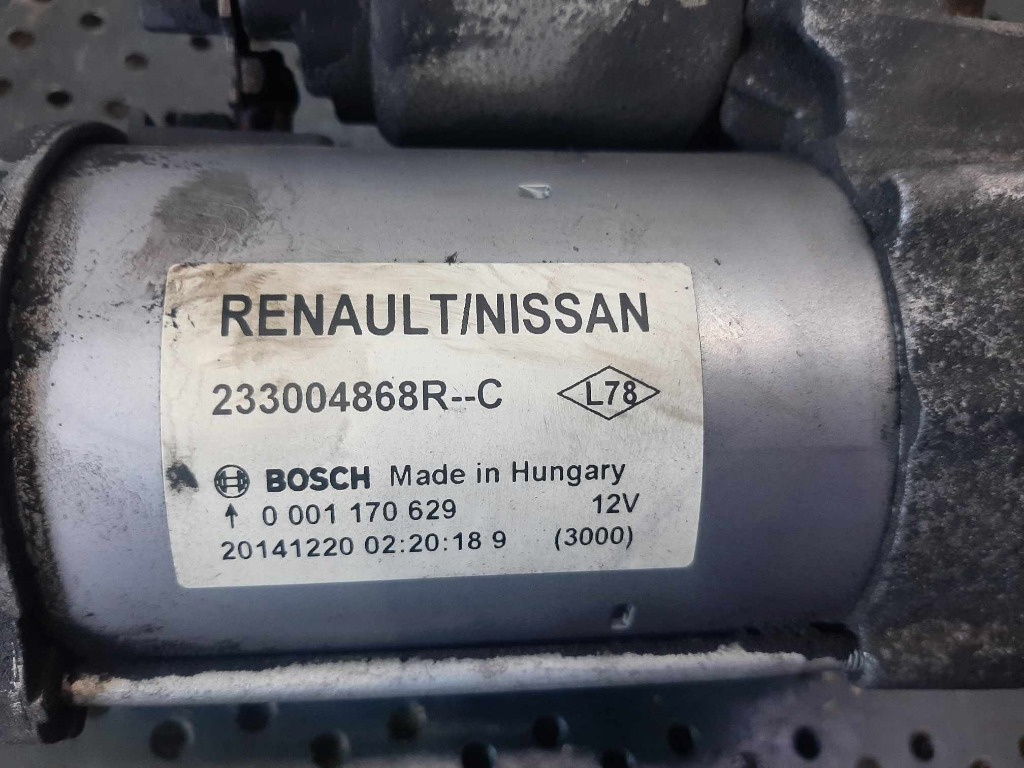 RENAULT/NISSAN
233004868R--C L78
BOSCH Made in Hungary
↑ 0 001 170 629 12V
20141220 02:20:18 9 (3000)